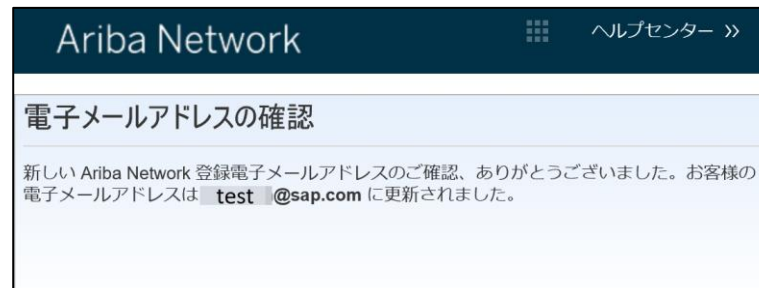 Ariba Network
ヘルプセンター »
電子メールアドレスの確認
新しい Ariba Network 登録電子メールアドレスのご確認、ありがとうございました。お客様の
電子メールアドレスは test @sap.com に更新されました。